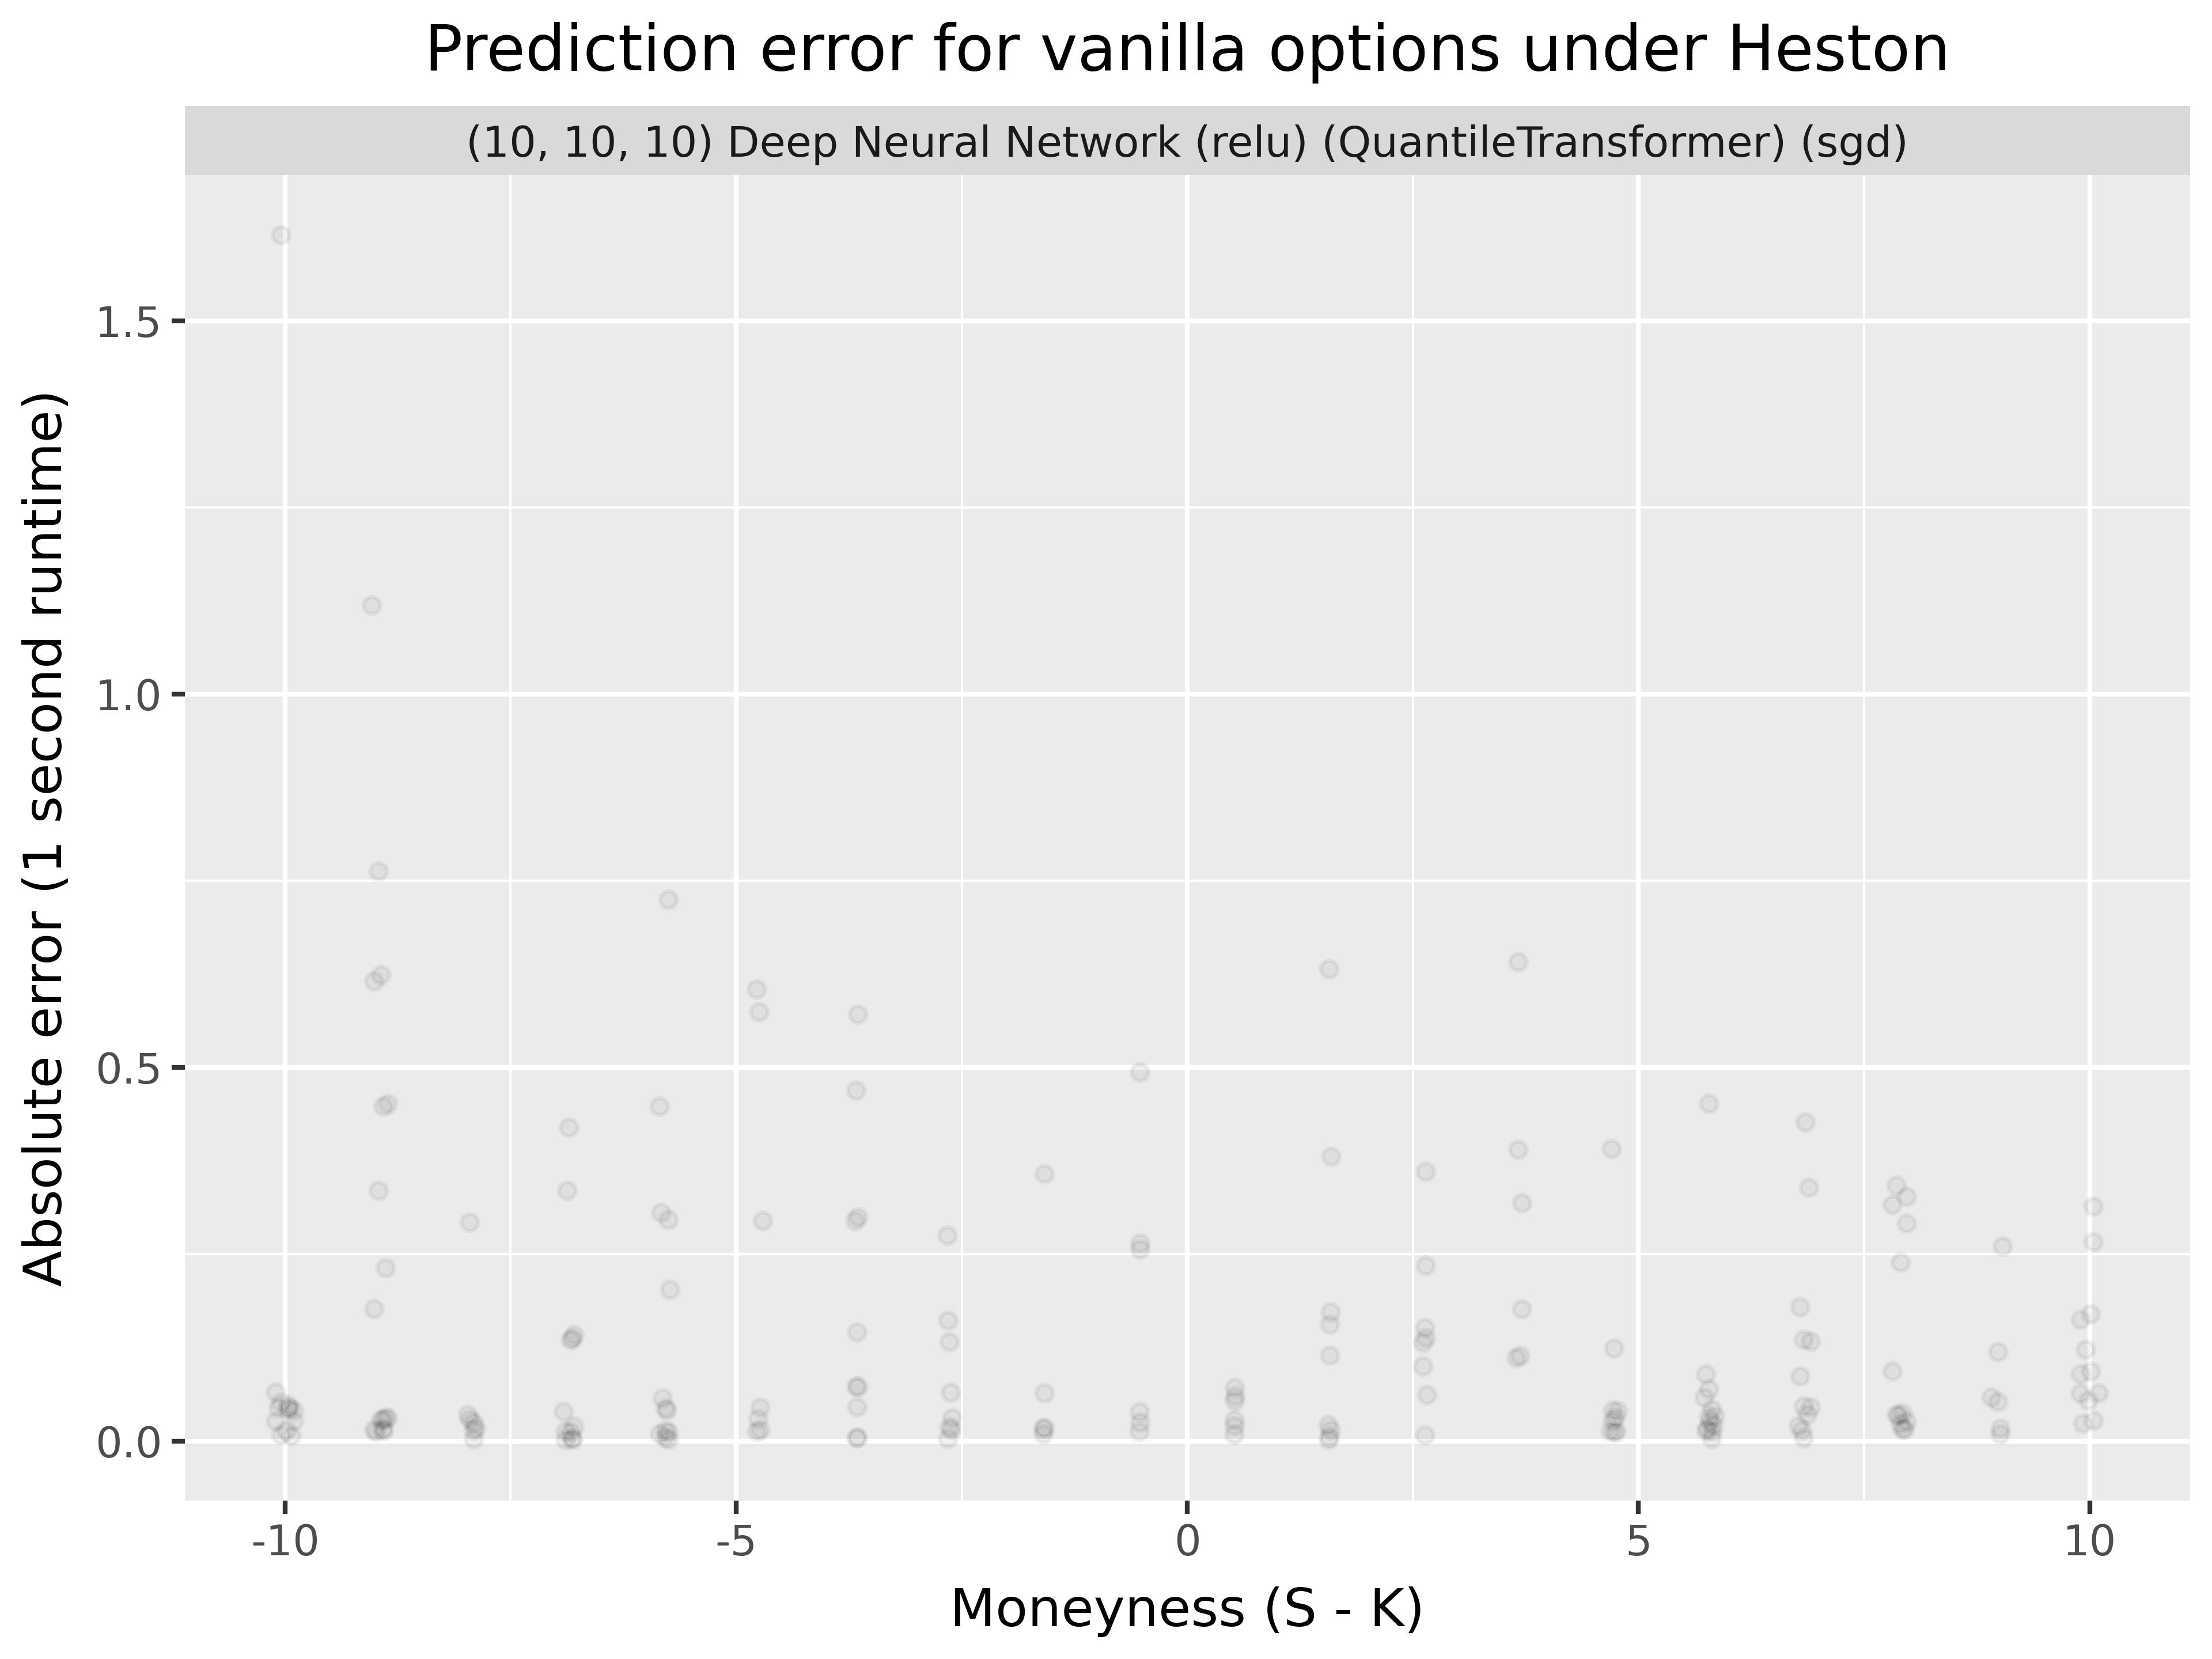 Prediction error for vanilla options under Heston
(10, 10, 10) Deep Neural Network (relu) (QuantileTransformer) (sgd)
Absolute error (1 second runtime)
1.5
1.0
0.5
0.0
-10
-5
0
5
10
Moneyness (S - K)